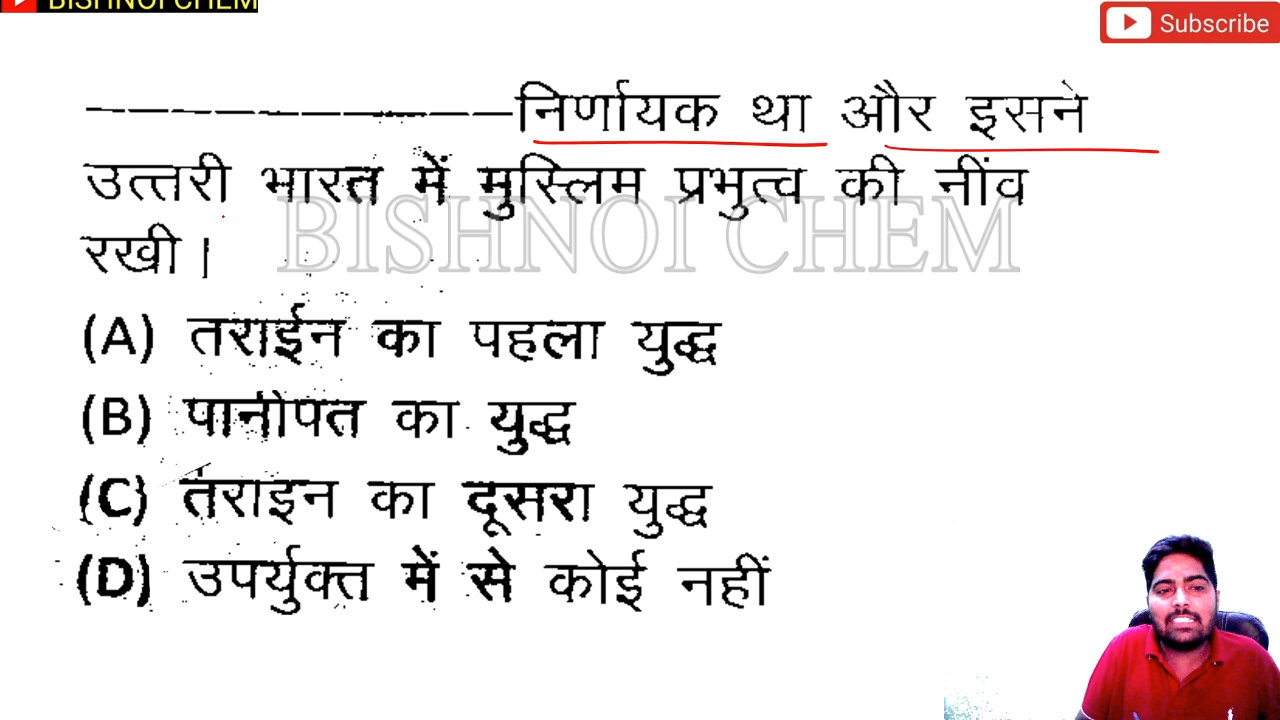 BISHNOI CHEM
Subscribe
----------निर्णायक था और इसने
उत्तरी भारत में मुस्लिम प्रभुत्व की नींव
रखी।
BISHNOI CHEM
(A) तराईन का पहला युद्ध
(B) पानीपत का युद्ध
(C) तराइन का दूसरा युद्ध
(D) उपर्युक्त में से कोई नहीं